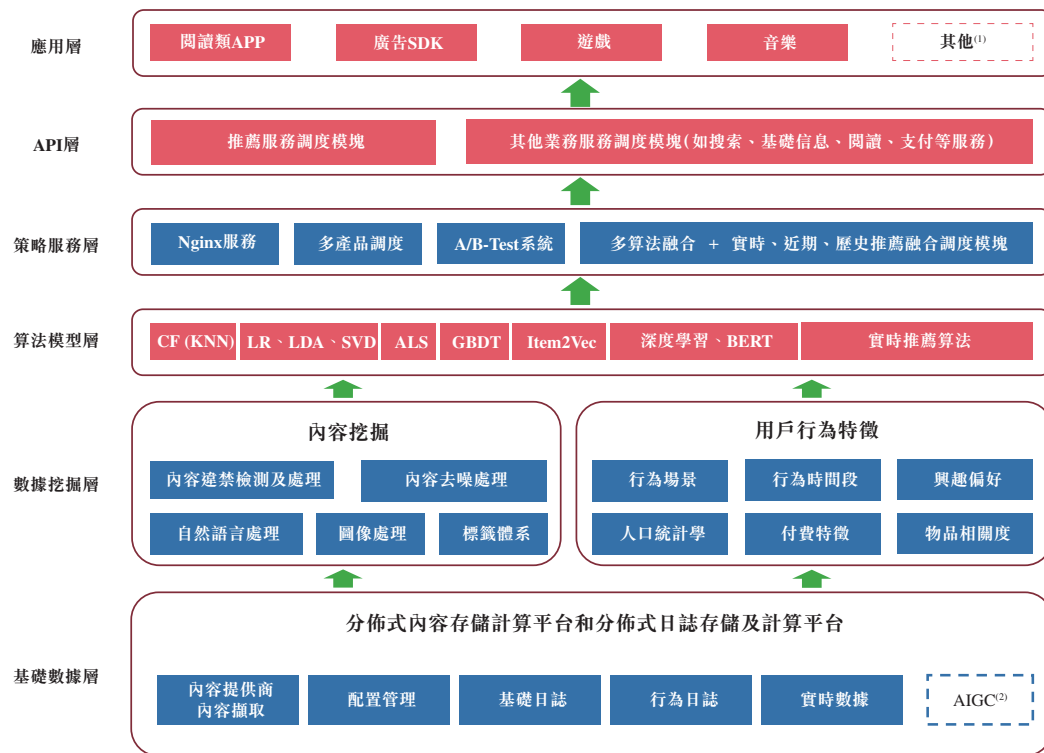 應用層
閱讀類APP
廣告SDK
遊戲
音樂
其他(1)
API層
推薦服務調度模塊
其他業務服務調度模塊(如搜索、基礎信息、閱讀、支付等服務)
策略服務層
Nginx服務
多產品調度
A/B-Test系統
多算法融合 + 實時、近期、歷史推薦融合調度模塊
算法模型層
CF (KNN)
LR、LDA、SVD
ALS
GBDT
Item2Vec
深度學習、BERT
實時推薦算法
數據挖掘層
內容挖掘
內容違禁檢測及處理
內容去噪處理
自然語言處理
圖像處理
標籤體系
用戶行為特徵
行為場景
行為時間段
興趣偏好
人口統計學
付費特徵
物品相關度
基礎數據層
分佈式內容存儲計算平台和分佈式日誌存儲及計算平台
內容提供商
內容擷取
配置管理
基礎日誌
行為日誌
實時數據
AIGC(2)